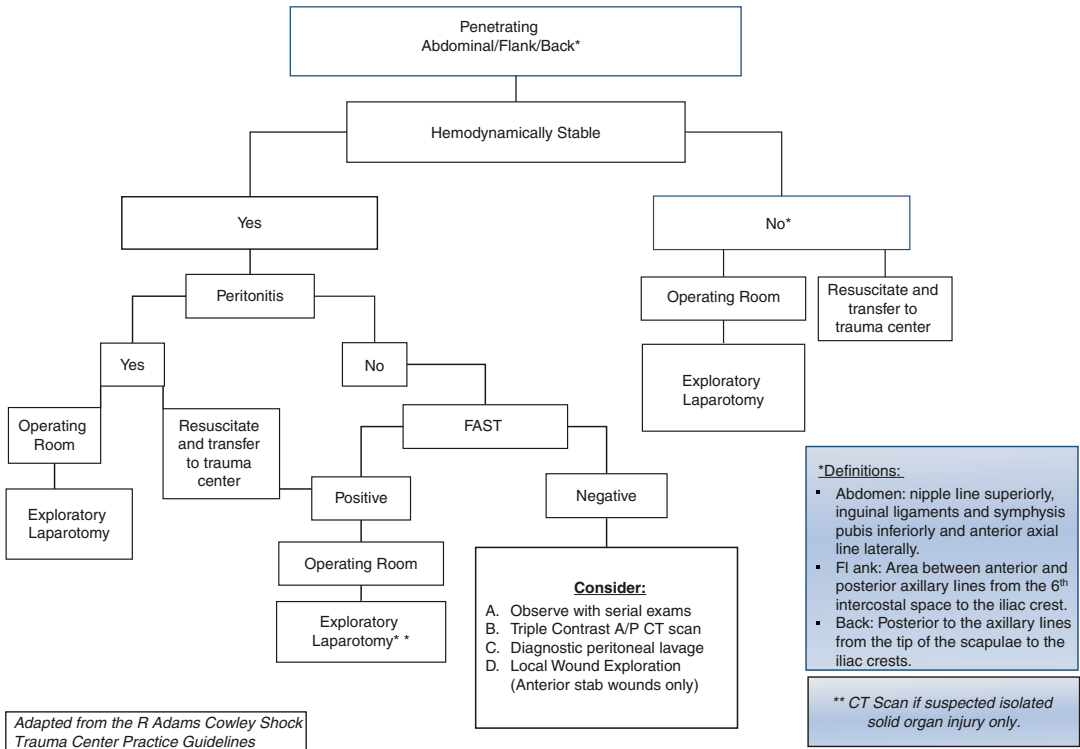 Penetrating
Abdominal/Flank/Back*
Hemodynamically Stable
Yes
No*
Peritonitis
Operating Room
Resuscitate and
transfer to
trauma center
Yes
No
Exploratory
Laparotomy
Operating
Room
Resuscitate
and transfer
to trauma
center
FAST
Exploratory
Laparotomy
Positive
Negative
Operating Room
Exploratory
Laparotomy* *
Consider:
A. Observe with serial exams
B. Triple Contrast A/P CT scan
C. Diagnostic peritoneal lavage
D. Local Wound Exploration
(Anterior stab wounds only)
*Definitions:
▪ Abdomen: nipple line superiorly,
inguinal ligaments and symphysis
pubis inferiorly and anterior axial
line laterally.
▪ Fl ank: Area between anterior and
posterior axillary lines from the 6th
intercostal space to the iliac crest.
▪ Back: Posterior to the axillary lines
from the tip of the scapulae to the
iliac crests.
** CT Scan if suspected isolated
solid organ injury only.
Adapted from the R Adams Cowley Shock
Trauma Center Practice Guidelines